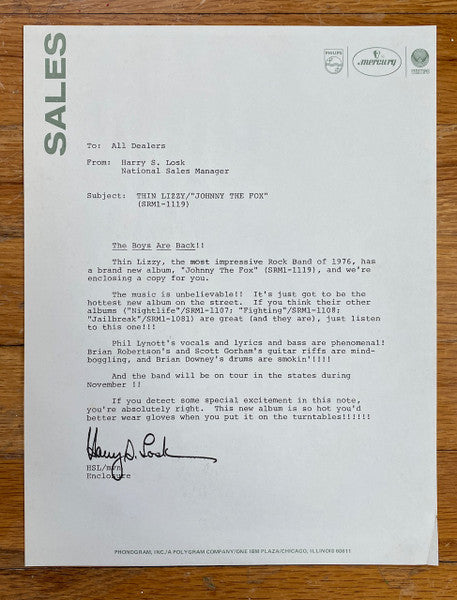 SALES
PHILIPS
mercury
To: All Dealers
From: Harry S. Losk
National Sales Manager
Subject: THIN LIZZY/"JOHNNY THE FOX"
(SRM1-1119)
The Boys Are Back!!
Thin Lizzy, the most impressive Rock Band of 1976, has
a brand new album, "Johnny The Fox" (SRM1-1119), and we're
enclosing a copy for you.
The music is unbelievable!! It's just got to be the
hottest new album on the street. If you think their other
albums ("Nightlife"/SRM1-1107; "Fighting"/SRM1-1108;
"Jailbreak"/SRM1-1081) are great (and they are), just listen
to this one!!!
Phil Lynott's vocals and lyrics and bass are phenomenal!
Brian Robertson's and Scott Gorham's guitar riffs are mind-
boggling, and Brian Downey's drums are smokin'!!!!
And the band will be on tour in the states during
November !!
If you detect some special excitement in this note,
you're absolutely right. This new album is so hot you'd
better wear gloves when you put it on the turntables!!!!!!
Harry S. Losk
HSL/mvn
Enclosure
PHONOGRAM, INC./A POLYGRAM COMPANY/ONE IBM PLAZA/CHICAGO, ILLINOIS 60611